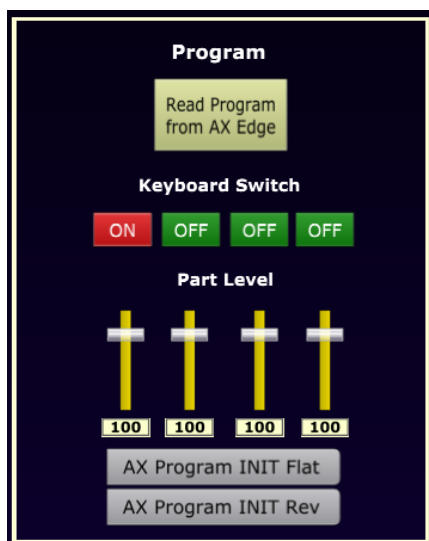 Program
Read Program
from AX Edge
Keyboard Switch
ON OFF OFF OFF
Part Level
100 100 100 100
AX Program INIT Flat
AX Program INIT Rev